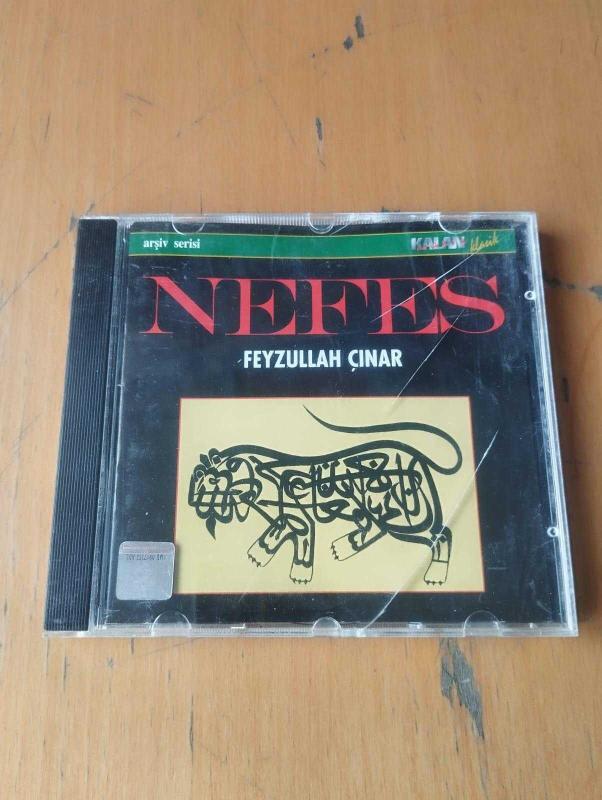 arşiv serisi
KALAN klasik
NEFES
FEYZULLAH ÇINAR